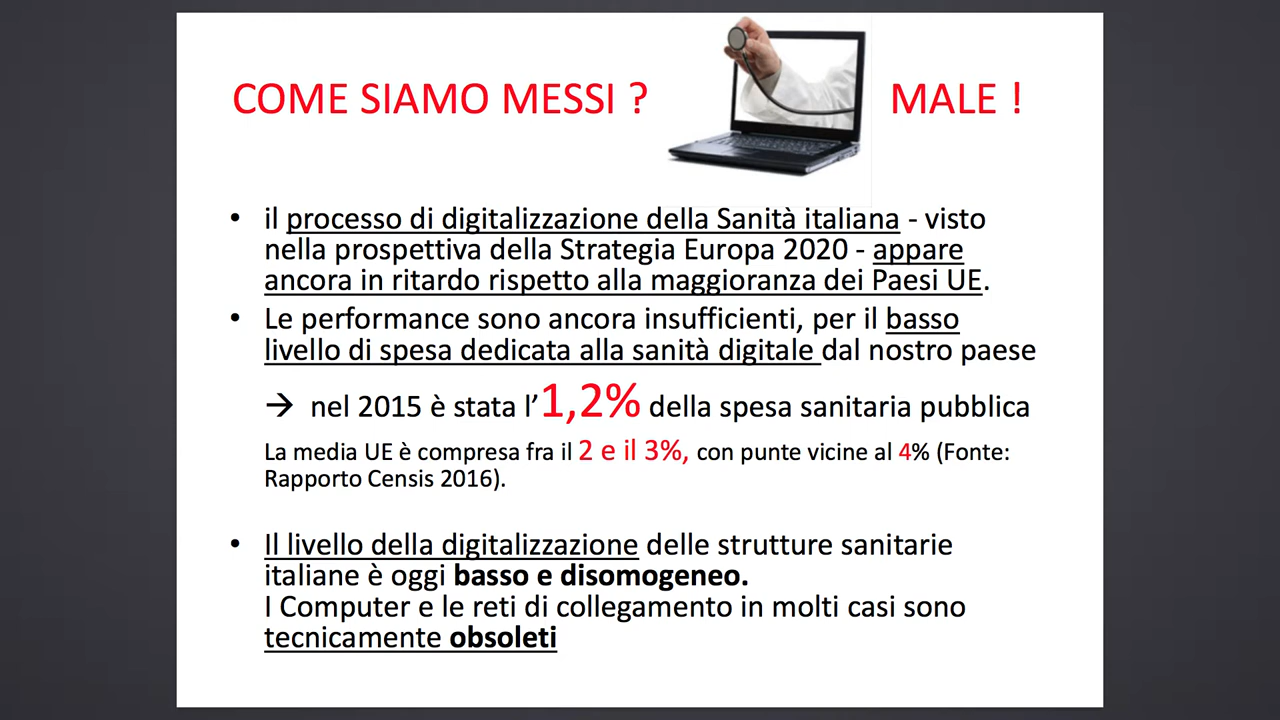 COME SIAMO MESSI ? MALE !
• il processo di digitalizzazione della Sanità italiana - visto
nella prospettiva della Strategia Europa 2020 - appare
ancora in ritardo rispetto alla maggioranza dei Paesi UE.
• Le performance sono ancora insufficienti, per il basso
livello di spesa dedicata alla sanità digitale dal nostro paese
→ nel 2015 è stata l’1,2% della spesa sanitaria pubblica
La media UE è compresa fra il 2 e il 3%, con punte vicine al 4% (Fonte:
Rapporto Censis 2016).
• Il livello della digitalizzazione delle strutture sanitarie
italiane è oggi basso e disomogeneo.
I Computer e le reti di collegamento in molti casi sono
tecnicamente obsoleti